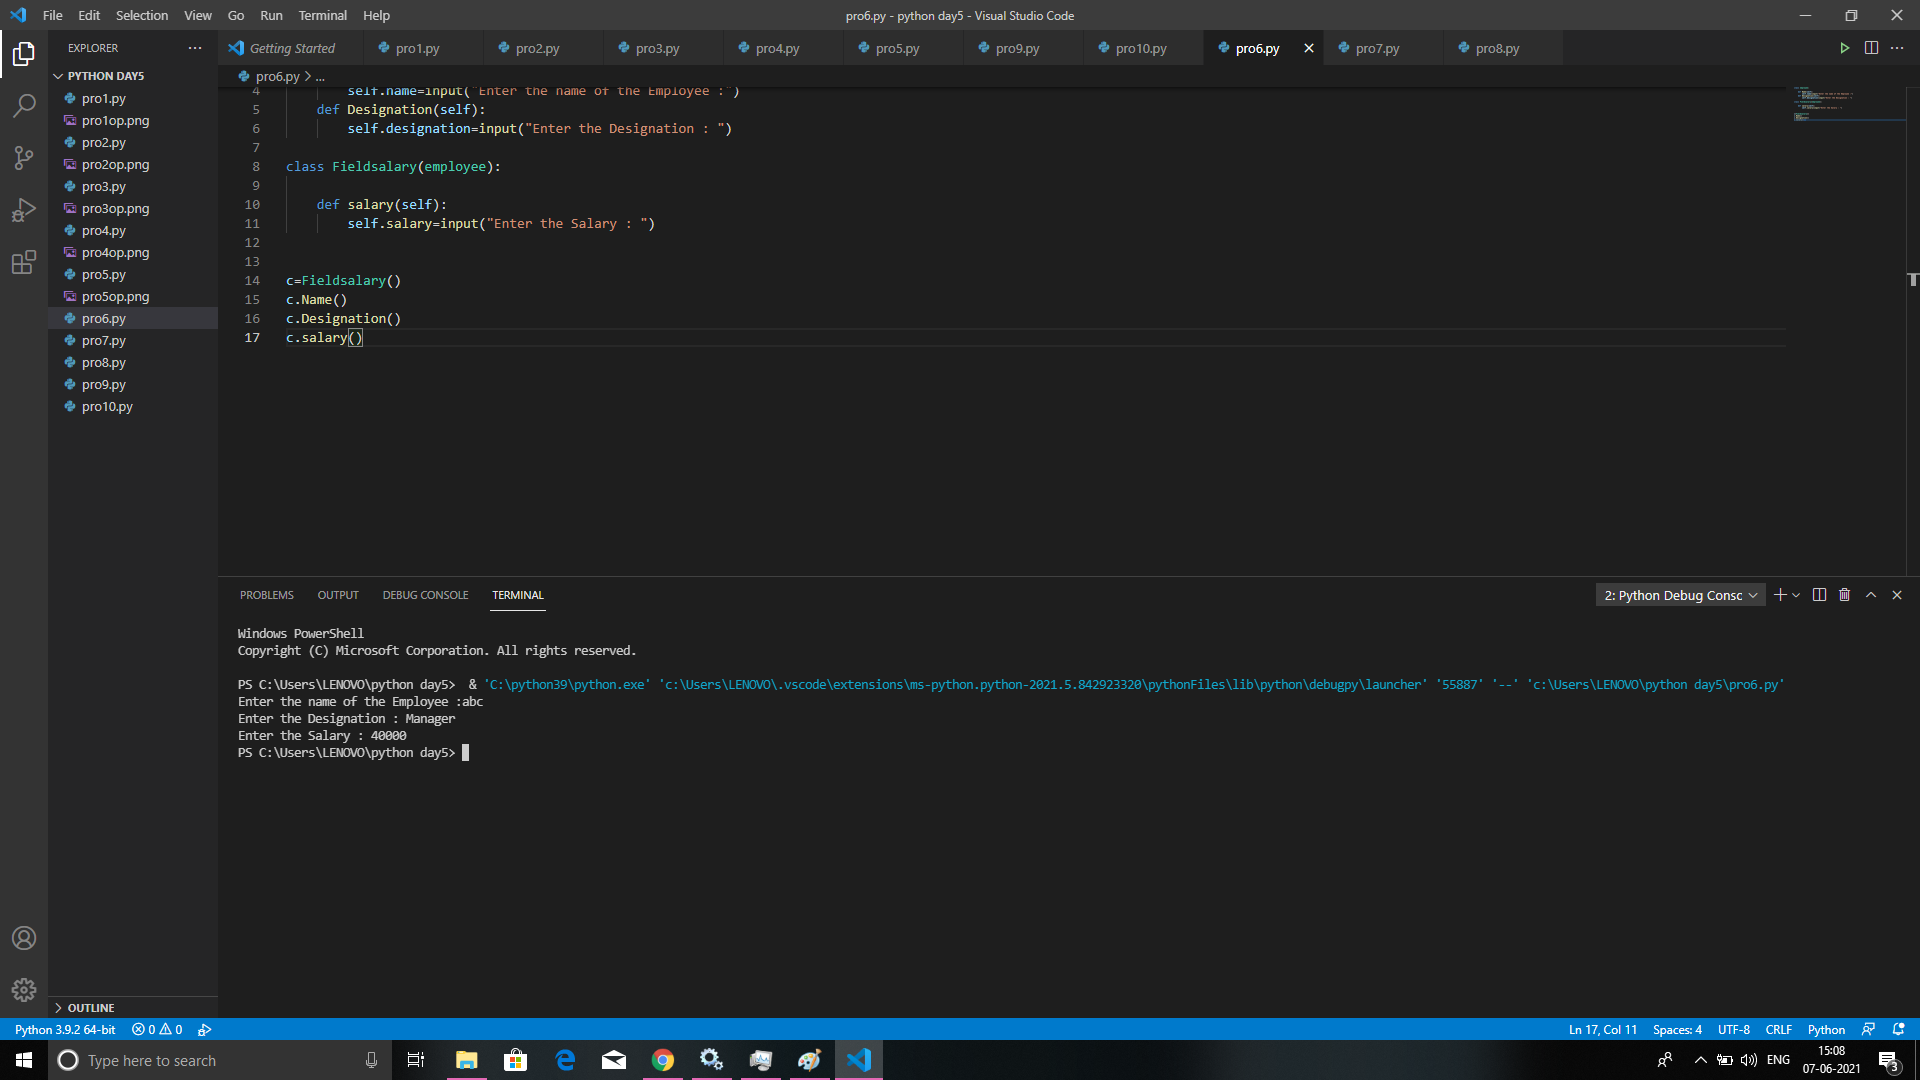 File Edit Selection View Go Run Terminal Help
pro6.py - python day5 - Visual Studio Code
EXPLORER
Getting Started pro1.py pro2.py pro3.py pro4.py pro5.py pro9.py pro10.py pro6.py pro7.py pro8.py
PYTHON DAY5
pro1.py
pro1op.png
pro2.py
pro2op.png
pro3.py
pro3op.png
pro4.py
pro4op.png
pro5.py
pro5op.png
pro6.py
pro7.py
pro8.py
pro9.py
pro10.py
OUTLINE
pro6.py > ...
4 self.name=input("Enter the name of the Employee :")
5 def Designation(self):
6 self.designation=input("Enter the Designation : ")
7
8 class Fieldsalary(employee):
9
10 def salary(self):
11 self.salary=input("Enter the Salary : ")
12
13
14 c=Fieldsalary()
15 c.Name()
16 c.Designation()
17 c.salary()
PROBLEMS OUTPUT DEBUG CONSOLE TERMINAL
2: Python Debug Consc
Windows PowerShell
Copyright (C) Microsoft Corporation. All rights reserved.
PS C:\Users\LENOVO\python day5> & 'C:\python39\python.exe' 'c:\Users\LENOVO\.vscode\extensions\ms-python.python-2021.5.842923320\pythonFiles\lib\python\debugpy\launcher' '55887' '--' 'c:\Users\LENOVO\python day5\pro6.py'
Enter the name of the Employee :abc
Enter the Designation : Manager
Enter the Salary : 40000
PS C:\Users\LENOVO\python day5>
Python 3.9.2 64-bit 0 0
Ln 17, Col 11 Spaces: 4 UTF-8 CRLF Python
Type here to search
ENG
15:08
07-06-2021
3